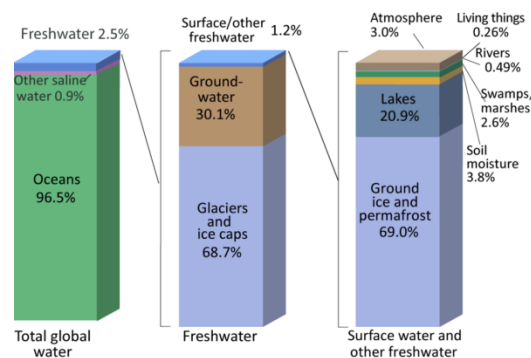 Freshwater 2.5%
Other saline
water 0.9%
Oceans
96.5%
Total global
water
Surface/other
freshwater
1.2%
Ground-
water
30.1%
Glaciers and
ice caps
68.7%
Freshwater
Atmosphere
3.0%
Living things
0.26%
Rivers
0.49%
Swamps,
marshes
2.6%
Soil
moisture
3.8%
Lakes
20.9%
Ground
ice and
permafrost
69.0%
Surface water and
other freshwater